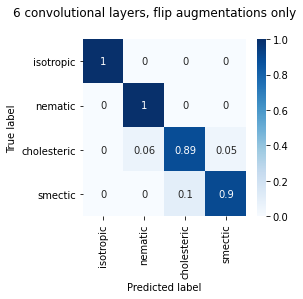 6 convolutional layers, flip augmentations only
True label
isotropic 1 0 0 0
nematic 0 1 0 0
cholesteric 0 0.06 0.89 0.05
smectic 0 0 0.1 0.9
isotropic nematic cholesteric smectic
Predicted label
1.0
0.8
0.6
0.4
0.2
0.0